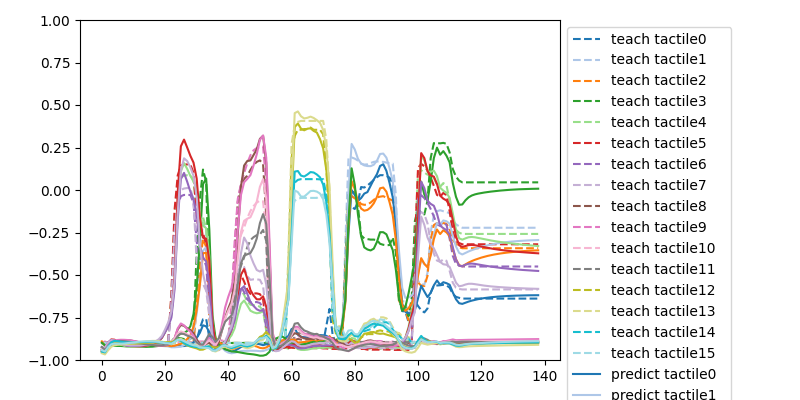 1.00
0.75
0.50
0.25
0.00
−0.25
−0.50
−0.75
−1.00
0 20 40 60 80 100 120 140
teach tactile0
teach tactile1
teach tactile2
teach tactile3
teach tactile4
teach tactile5
teach tactile6
teach tactile7
teach tactile8
teach tactile9
teach tactile10
teach tactile11
teach tactile12
teach tactile13
teach tactile14
teach tactile15
predict tactile0
predict tactile1